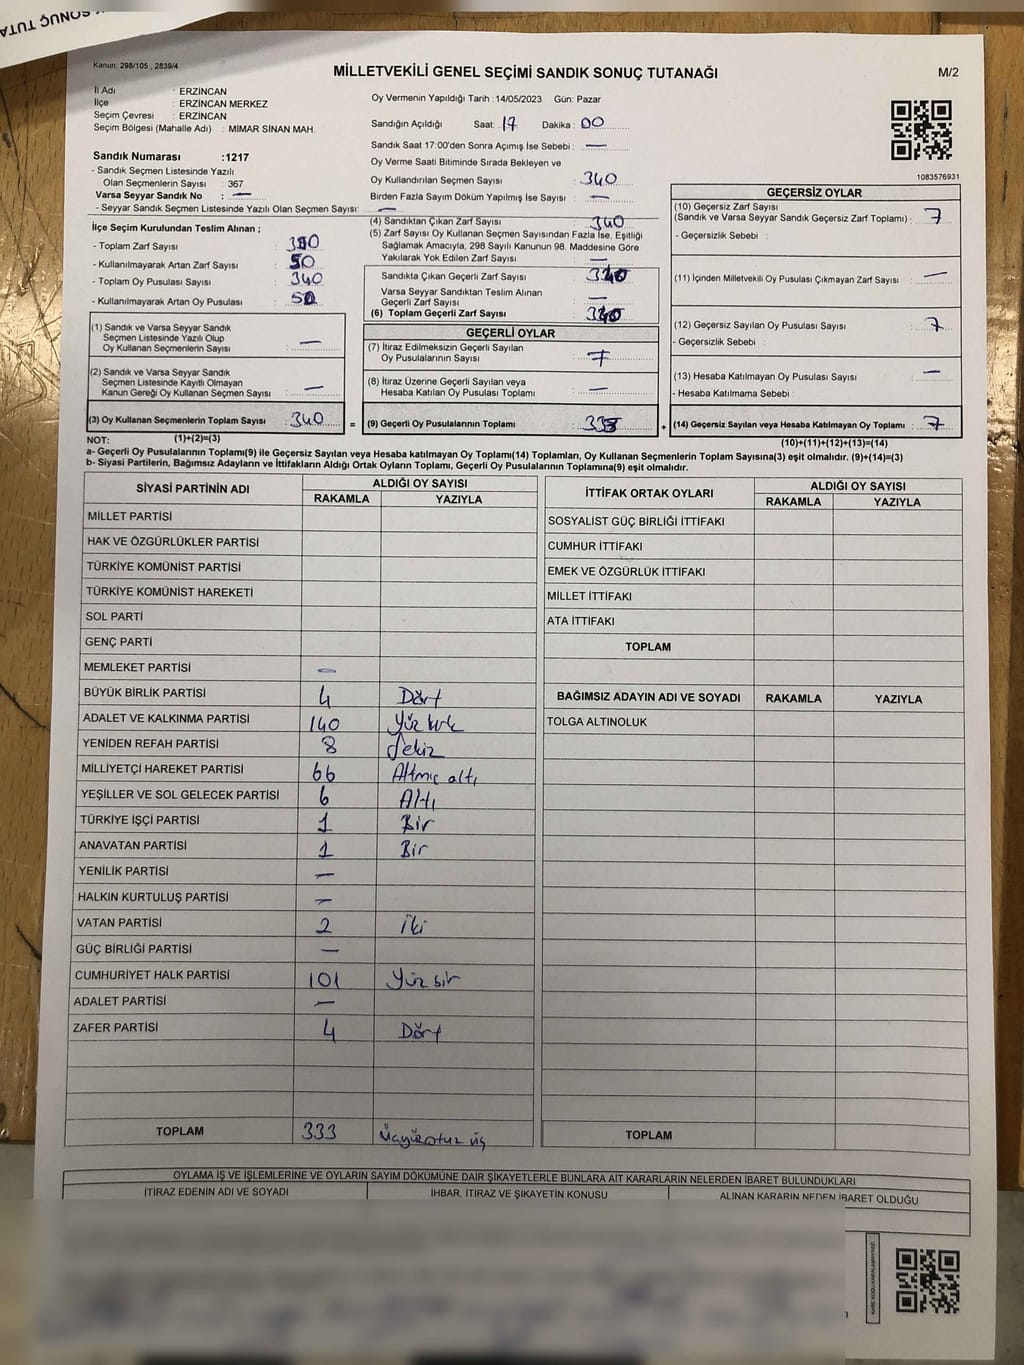 K SONUÇ TUTA
Kanun: 298/105 , 2839/4
MİLLETVEKİLİ GENEL SEÇİMİ SANDIK SONUÇ TUTANAĞI
M/2
İl Adı : ERZİNCAN
İlçe : ERZİNCAN MERKEZ
Seçim Çevresi : ERZİNCAN
Seçim Bölgesi (Mahalle Adı) : MİMAR SİNAN MAH.
Sandık Numarası :1217
- Sandık Seçmen Listesinde Yazılı
Olan Seçmenlerin Sayısı : 367
Varsa Seyyar Sandık No : —
- Seyyar Sandık Seçmen Listesinde Yazılı Olan Seçmen Sayısı: —
Oy Vermenin Yapıldığı Tarih :14/05/2023 Gün: Pazar
Sandığın Açıldığı Saat: 17 Dakika : 00
Sandık Saat 17:00'den Sonra Açımış İse Sebebi : —
Oy Verme Saati Bitiminde Sırada Bekleyen ve
Oy Kullandırılan Seçmen Sayısı : 340
Birden Fazla Sayım Döküm Yapılmış İse Sayısı : —
1083576931
İlçe Seçim Kurulundan Teslim Alınan ;
- Toplam Zarf Sayısı :
- Kullanılmayarak Artan Zarf Sayısı : 50
- Toplam Oy Pusulası Sayısı : 340
- Kullanılmayarak Artan Oy Pusulası : 50
(4) Sandıktan Çıkan Zarf Sayısı : 340
(5) Zarf Sayısı Oy Kullanan Seçmen Sayısından Fazla İse, Eşitliği
Sağlamak Amacıyla, 298 Sayılı Kanunun 98. Maddesine Göre
Yakılarak Yok Edilen Zarf Sayısı : —
Sandıkta Çıkan Geçerli Zarf Sayısı :
Varsa Seyyar Sandıktan Teslim Alınan
Geçerli Zarf Sayısı : —
(6) Toplam Geçerli Zarf Sayısı :
GEÇERSİZ OYLAR
(10) Geçersiz Zarf Sayısı
(Sandık ve Varsa Seyyar Sandık Geçersiz Zarf Toplamı) : 7
- Geçersizlik Sebebi :
(11) İçinden Milletvekili Oy Pusulası Çıkmayan Zarf Sayısı : —
(12) Geçersiz Sayılan Oy Pusulası Sayısı : 7
- Geçersizlik Sebebi :
(13) Hesaba Katılmayan Oy Pusulası Sayısı : —
- Hesaba Katılmama Sebebi :
(14) Geçersiz Sayılan veya Hesaba Katılmayan Oy Toplamı : 7
(10)+(11)+(12)+(13)=(14)
(1) Sandık ve Varsa Seyyar Sandık
Seçmen Listesinde Yazılı Olup
Oy Kullanan Seçmenlerin Sayısı : —
(2) Sandık ve Varsa Seyyar Sandık
Seçmen Listesinde Kayıtlı Olmayan
Kanun Gereği Oy Kullanan Seçmen Sayısı : —
(3) Oy Kullanan Seçmenlerin Toplam Sayısı : 340 =
(1)+(2)=(3)
GEÇERLİ OYLAR
(7) İtiraz Edilmeksizin Geçerli Sayılan
Oy Pusulalarının Sayısı : 7
(8) İtiraz Üzerine Geçerli Sayılan veya
Hesaba Katılan Oy Pusulası Toplamı : —
(9) Geçerli Oy Pusulalarının Toplamı : +
NOT:
a- Geçerli Oy Pusulalarının Toplamı(9) ile Geçersiz Sayılan veya Hesaba katılmayan Oy Toplamı(14) Toplamları, Oy Kullanan Seçmenlerin Toplam Sayısına(3) eşit olmalıdır. (9)+(14)=(3)
b- Siyasi Partilerin, Bağımsız Adayların ve İttifakların Aldığı Ortak Oyların Toplamı, Geçerli Oy Pusulalarının Toplamına(9) eşit olmalıdır.
SİYASİ PARTİNİN ADI ALDIĞI OY SAYISI
RAKAMLA YAZIYLA
MİLLET PARTİSİ
HAK VE ÖZGÜRLÜKLER PARTİSİ
TÜRKİYE KOMÜNİST PARTİSİ
TÜRKİYE KOMÜNİST HAREKETİ
SOL PARTİ
GENÇ PARTİ
MEMLEKET PARTİSİ —
BÜYÜK BİRLİK PARTİSİ 4 Dört
ADALET VE KALKINMA PARTİSİ 140 Yüz kırk
YENİDEN REFAH PARTİSİ 8 Sekiz
MİLLİYETÇİ HAREKET PARTİSİ 66 Altmış altı
YEŞİLLER VE SOL GELECEK PARTİSİ 6 Altı
TÜRKİYE İŞÇİ PARTİSİ 1 Bir
ANAVATAN PARTİSİ 1 Bir
YENİLİK PARTİSİ —
HALKIN KURTULUŞ PARTİSİ —
VATAN PARTİSİ 2 İki
GÜÇ BİRLİĞİ PARTİSİ —
CUMHURİYET HALK PARTİSİ 101 Yüz bir
ADALET PARTİSİ —
ZAFER PARTİSİ 4 Dört
TOPLAM 333 Üçyüzotuz üç
İTTİFAK ORTAK OYLARI ALDIĞI OY SAYISI
RAKAMLA YAZIYLA
SOSYALİST GÜÇ BİRLİĞİ İTTİFAKI
CUMHUR İTTİFAKI
EMEK VE ÖZGÜRLÜK İTTİFAKI
MİLLET İTTİFAKI
ATA İTTİFAKI
TOPLAM
BAĞIMSIZ ADAYIN ADI VE SOYADI RAKAMLA YAZIYLA
TOLGA ALTINOLUK
TOPLAM
OYLAMA İŞ VE İŞLEMLERİNE VE OYLARIN SAYIM DÖKÜMÜNE DAİR ŞİKAYETLERLE BUNLARA AİT KARARLARIN NELERDEN İBARET BULUNDUKLARI
İTİRAZ EDENİN ADI VE SOYADI İHBAR, İTİRAZ VE ŞİKAYETİN KONUSU ALINAN KARARIN NEDEN İBARET OLDUĞU